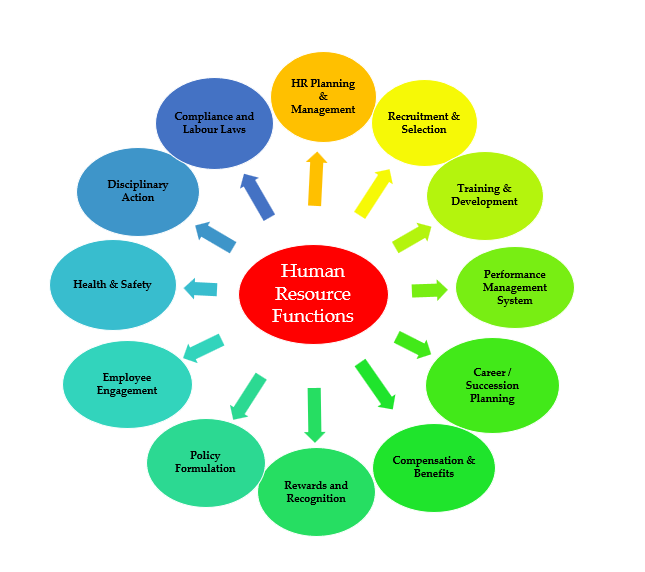 HR Planning
&
Management
Recruitment &
Selection
Training &
Development
Performance
Management
System
Career /
Succession
Planning
Compensation &
Benefits
Rewards and
Recognition
Policy
Formulation
Employee
Engagement
Health & Safety
Disciplinary
Action
Compliance and
Labour Laws
Human
Resource
Functions